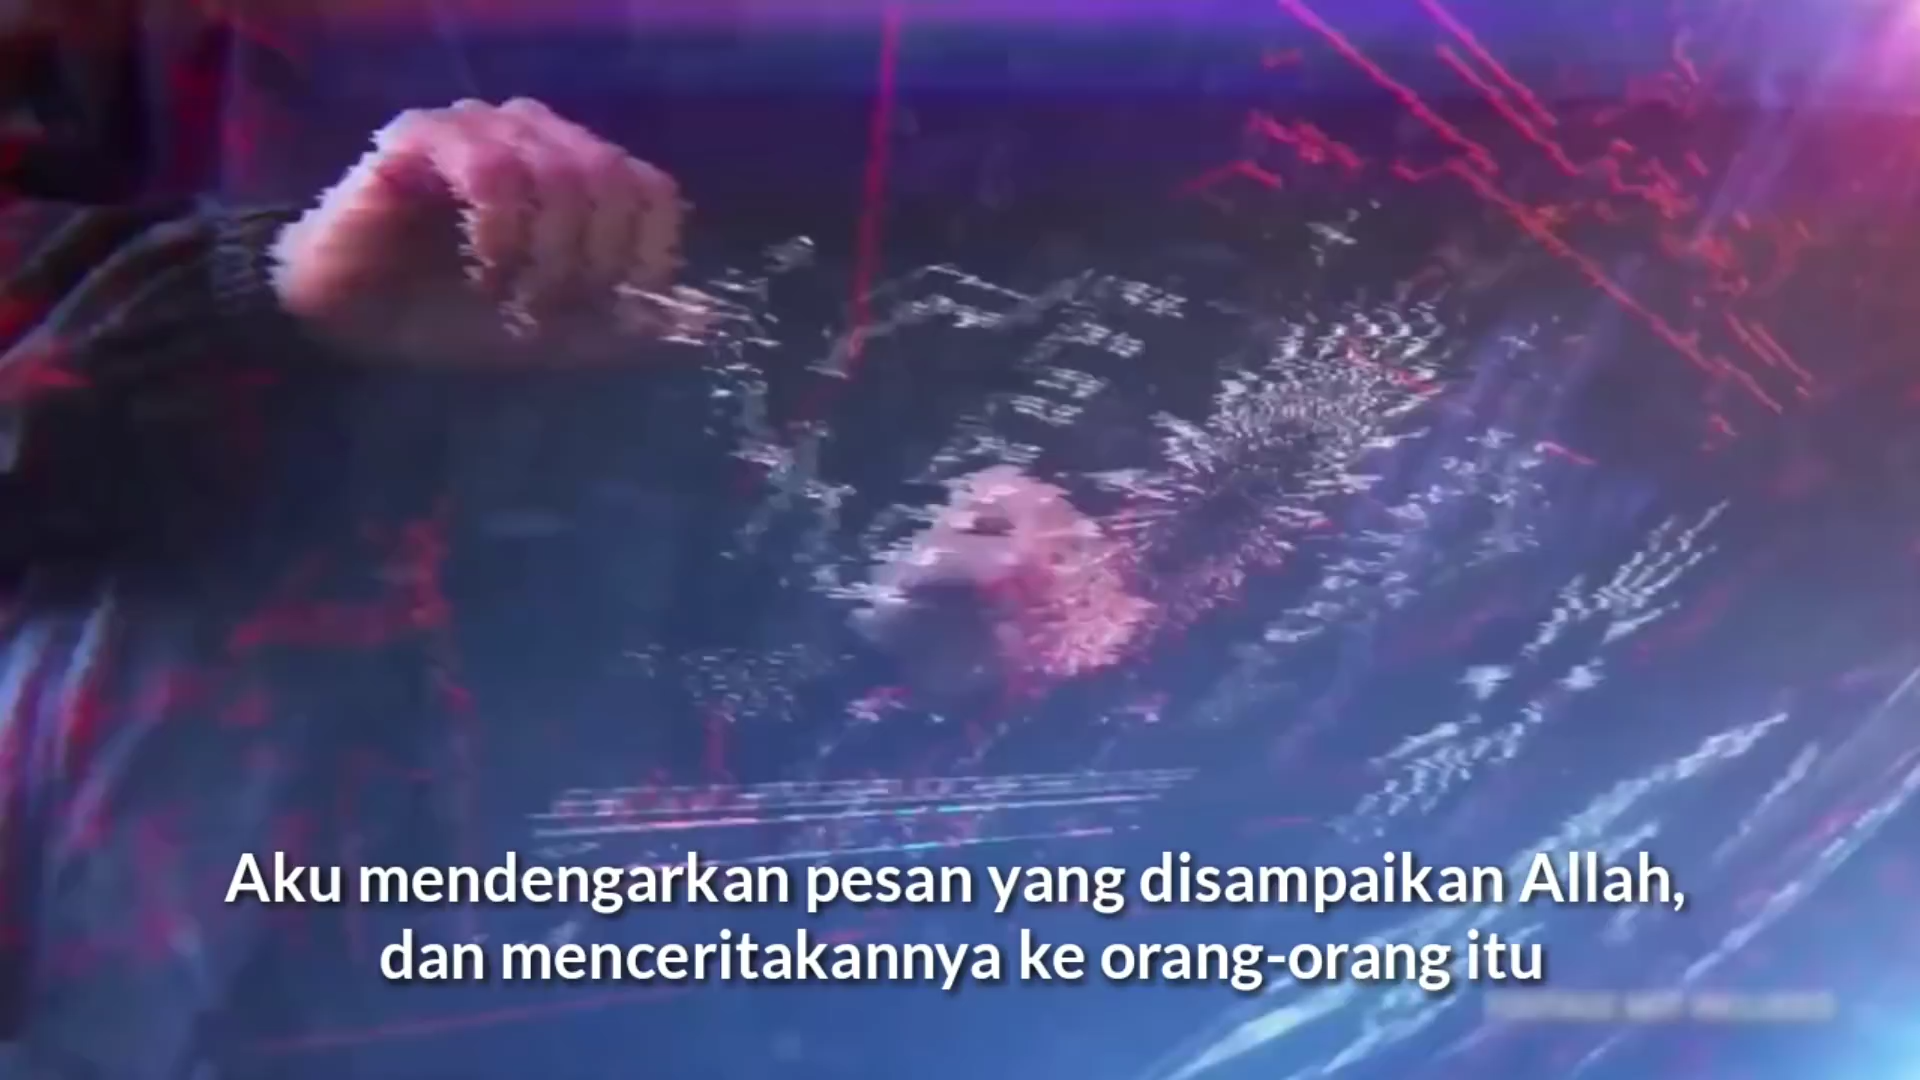 Aku mendengarkan pesan yang disampaikan Allah,
dan menceritakannya ke orang-orang itu